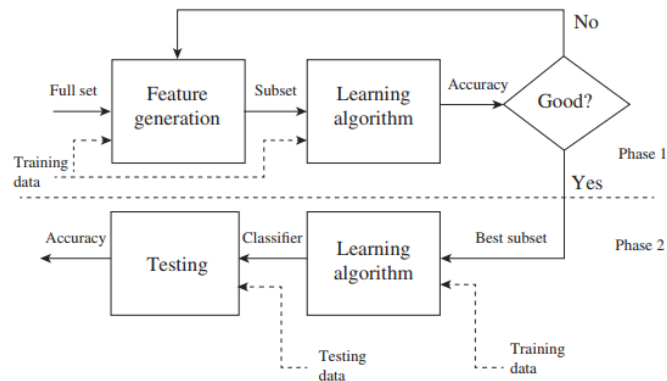 No
Full set
Feature
generation
Subset
Learning
algorithm
Accuracy
Good?
Training
data
Phase 1
Yes
Accuracy
Testing
Classifier
Learning
algorithm
Best subset
Phase 2
Testing
data
Training
data